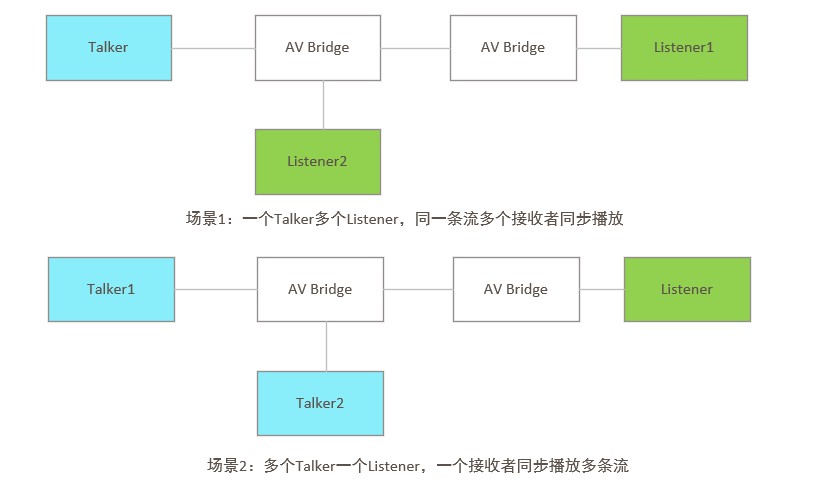 Talker
AV Bridge
AV Bridge
Listener1
Listener2
场景1：一个Talker多个Listener，同一条流多个接收者同步播放
Talker1
AV Bridge
AV Bridge
Listener
Talker2
场景2：多个Talker一个Listener，一个接收者同步播放多条流